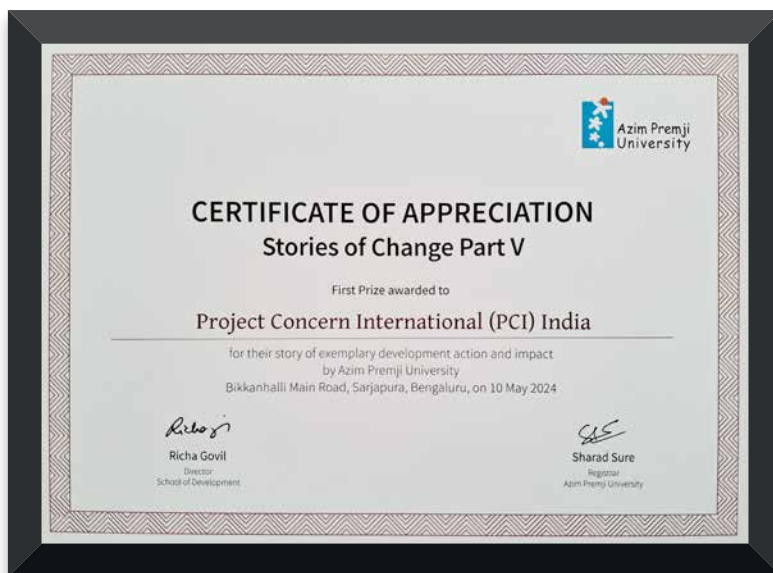 Azim Premji
University
CERTIFICATE OF APPRECIATION
Stories of Change Part V
First Prize awarded to
Project Concern International (PCI) India
for their story of exemplary development action and impact
by Azim Premji University
Bikkanhalli Main Road, Sarjapura, Bengaluru, on 10 May 2024
Richa Govil
Director
School of Development
Sharad Sure
Registrar
Azim Premji University